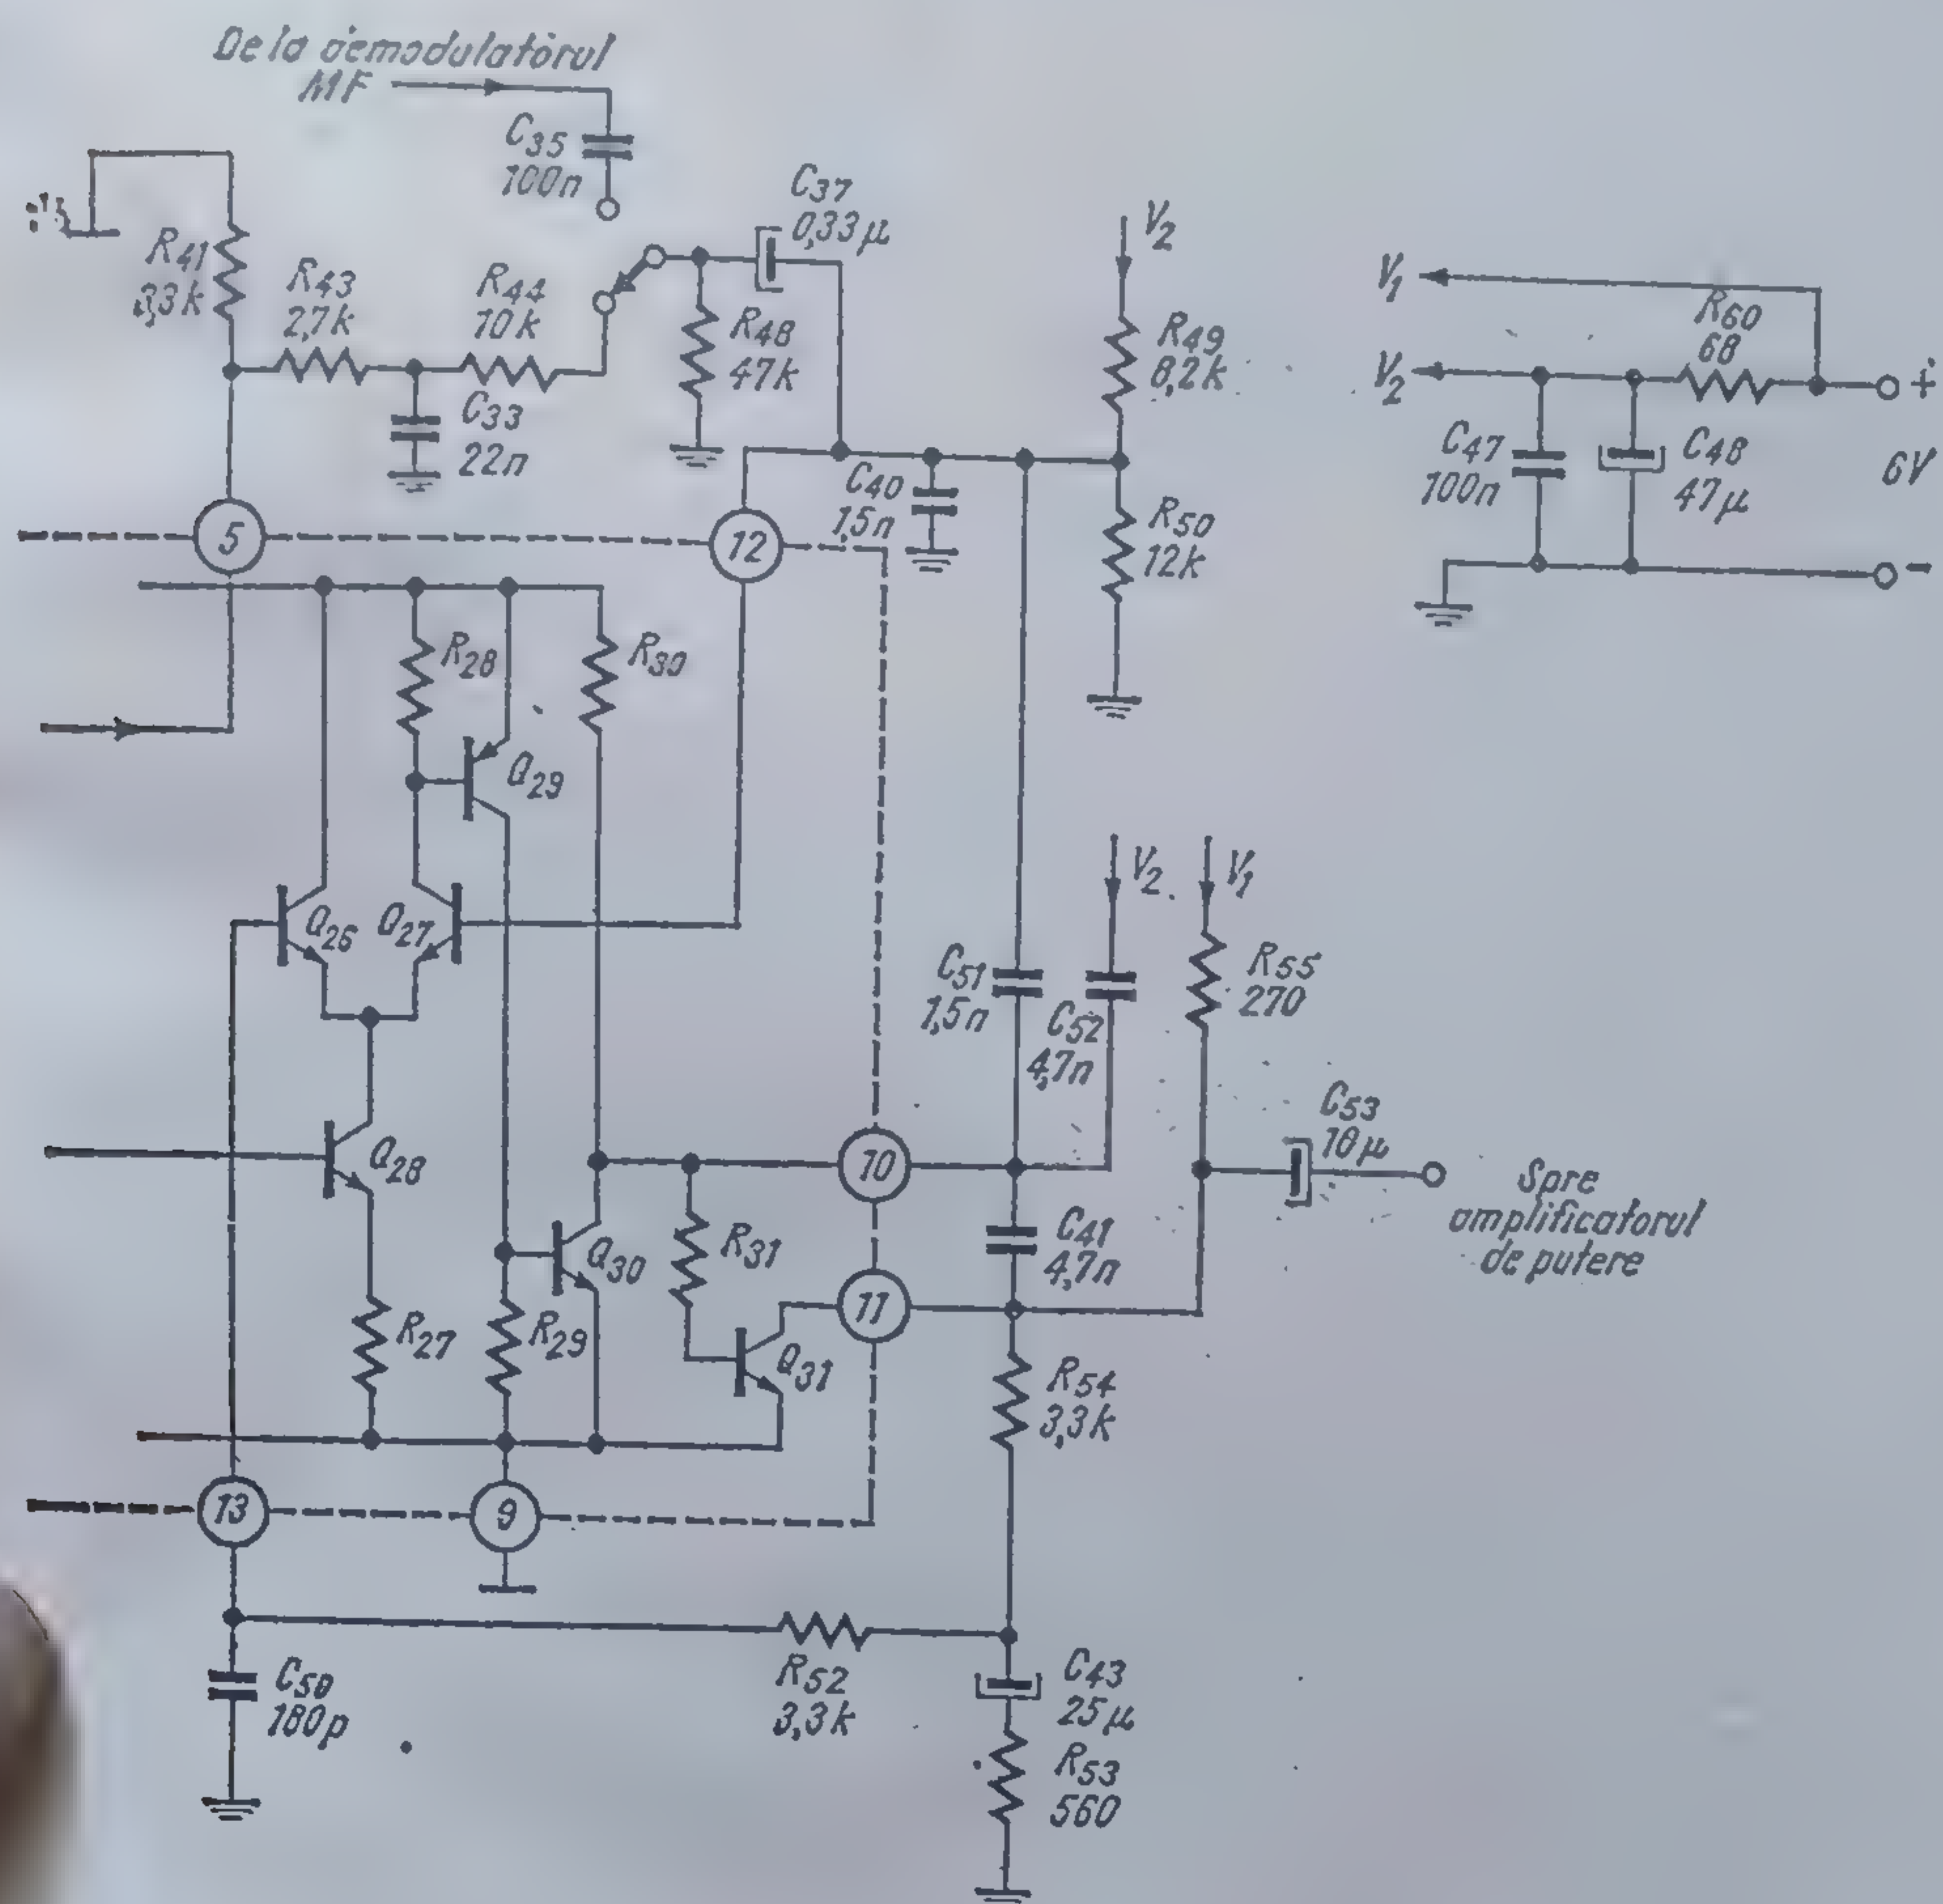 De la demodulatorul
MF
C35
100n
C37
0,33µ
V2
R41
3,3k
R43
2,7k
R44
10k
R48
47k
R49
8,2k
V1
R60
68
V2
+
C33
22n
C40
1,5n
R50
12k
C47
100n
C48
47µ
6V
5
12
−
R28
R30
Q29
V2
V1
Q26
Q27
C51
1,5n
C52
4,7n
R55
270
Q28
10
C53
10µ
Spre
amplificatorul
de putere
Q30
R31
C41
4,7n
11
R27
R29
Q31
R54
3,3k
13
9
C50
180p
R52
3,3k
C43
25µ
R53
560